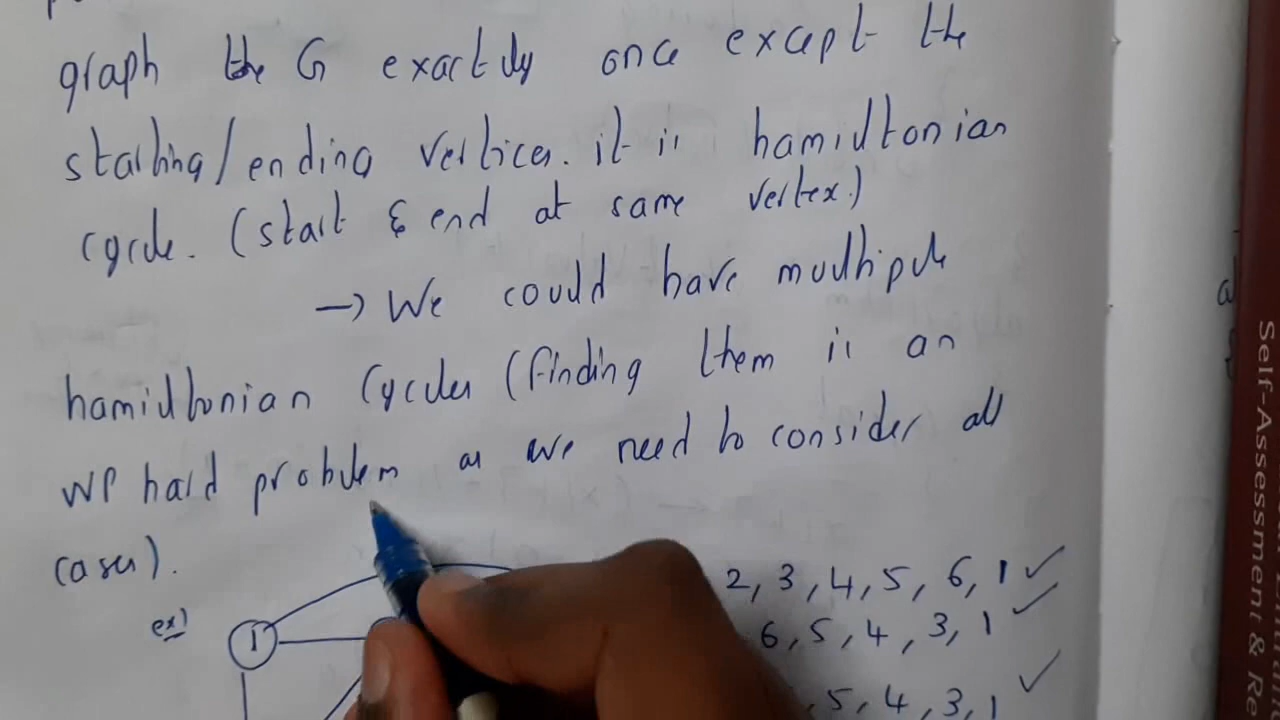 graph the G exactly once except the
starting/ending vertices. it is hamiltonian
cycle. (start & end at same vertex.)
→ We could have multiple
hamiltonian cycles (finding them is an
NP hard problem as we need to consider all
cases).
ex)
1
2, 3, 4, 5, 6, 1 ✓
6, 5, 4, 3, 1 ✓
, 5, 4, 3, 1 ✓
Self-Assessment & Re